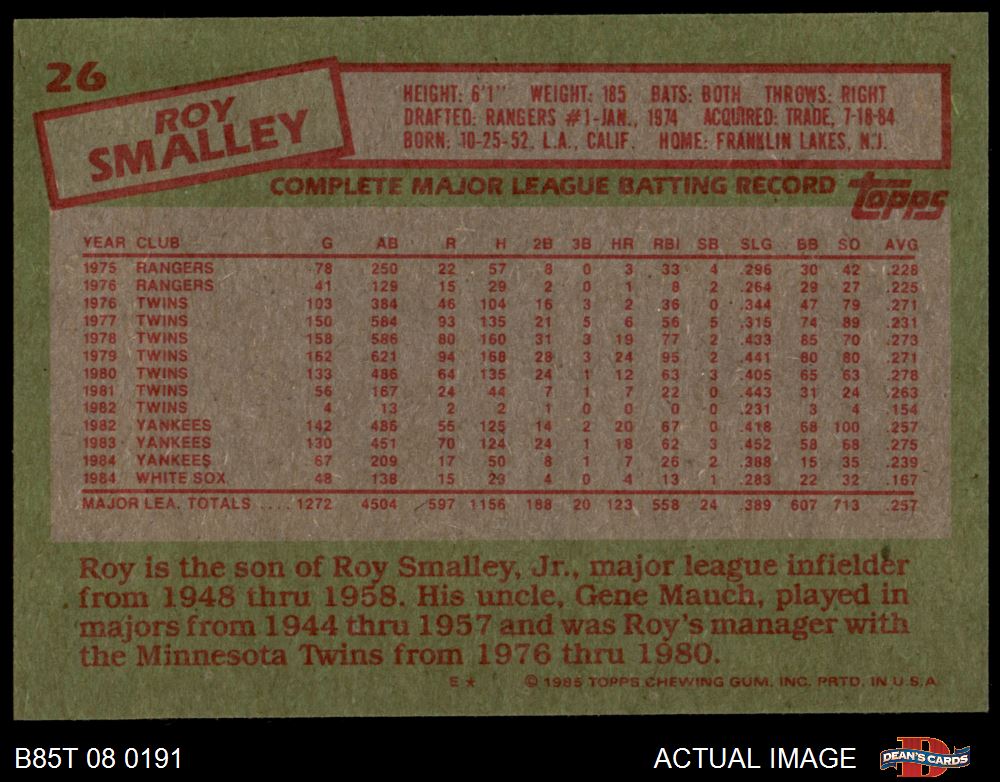 26
ROY
SMALLEY
HEIGHT: 6'1" WEIGHT: 185 BATS: BOTH THROWS: RIGHT
DRAFTED: RANGERS #1-JAN., 1974 ACQUIRED: TRADE, 7-18-84
BORN: 10-25-52, L.A., CALIF. HOME: FRANKLIN LAKES, N.J.
COMPLETE MAJOR LEAGUE BATTING RECORD topps
YEAR CLUB G AB R H 2B 3B HR RBI SB SLG BB SO AVG
1975 RANGERS 78 250 22 57 8 0 3 33 4 .296 30 42 .228
1976 RANGERS 41 129 15 29 2 0 1 8 2 .264 29 27 .225
1976 TWINS 103 384 46 104 16 3 2 36 0 .344 47 79 .271
1977 TWINS 150 584 93 135 21 5 6 56 5 .315 74 89 .231
1978 TWINS 158 586 80 160 31 3 19 77 2 .433 85 70 .273
1979 TWINS 162 621 94 168 28 3 24 95 2 .441 80 80 .271
1980 TWINS 133 486 64 135 24 1 12 63 3 .405 65 63 .278
1981 TWINS 56 167 24 44 7 1 7 22 0 .443 31 24 .263
1982 TWINS 4 13 2 2 1 0 0 0 0 .231 3 4 .154
1982 YANKEES 142 486 55 125 14 2 20 67 0 .418 68 100 .257
1983 YANKEES 130 451 70 124 24 1 18 62 3 .452 58 68 .275
1984 YANKEES 67 209 17 50 8 1 7 26 2 .388 15 35 .239
1984 WHITE SOX 48 138 15 23 4 0 4 13 1 .283 22 32 .167
MAJOR LEA. TOTALS .... 1272 4504 597 1156 188 20 123 558 24 .389 607 713 .257
Roy is the son of Roy Smalley, Jr., major league infielder
from 1948 thru 1958. His uncle, Gene Mauch, played in
majors from 1944 thru 1957 and was Roy's manager with
the Minnesota Twins from 1976 thru 1980.
E ★ © 1985 TOPPS CHEWING GUM, INC. PRTD. IN U.S.A.
B85T 08 0191 ACTUAL IMAGE DEAN'S CARDS